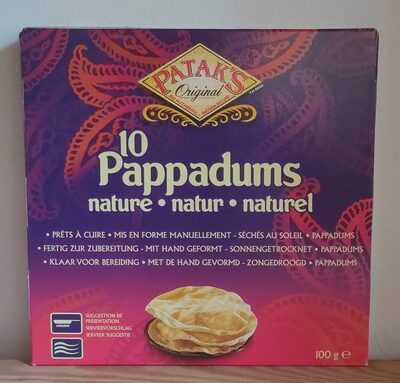 PATAK'S
Original
10
Pappadums
nature • natur • naturel
• PRÊTS À CUIRE • MIS EN FORME MANUELLEMENT - SÉCHÉS AU SOLEIL • PAPPADUMS
• FERTIG ZUR ZUBEREITUNG - MIT HAND GEFORMT - SONNENGETROCKNET • PAPPADUMS
• KLAAR VOOR BEREIDING • MET DE HAND GEVORMD - ZONGEDROOGD • PAPPADUMS
SUGGESTION DE
PRÉSENTATION
SERVIERVORSCHLAG
SERVEER SUGGESTIE
100 g e